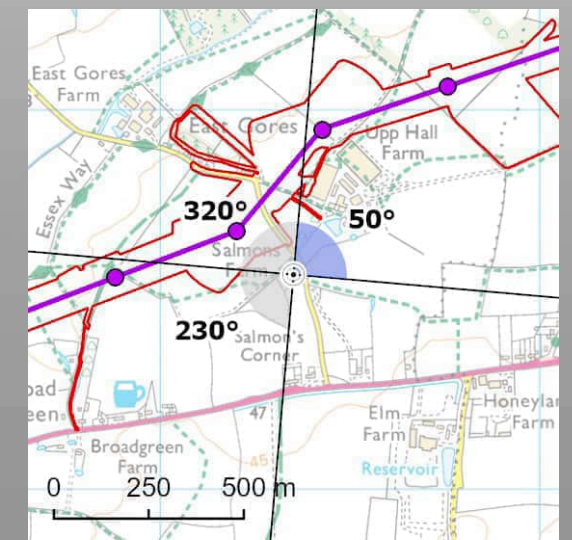 East Gores
Farm
East Gores
Upp Hall
Farm
Essex Way
320°
50°
Salmons
Farm
230°
Salmon's
Corner
47
Elm
Farm
Farm
Broadgreen
Farm
45
Reservoir
0 250 500 m